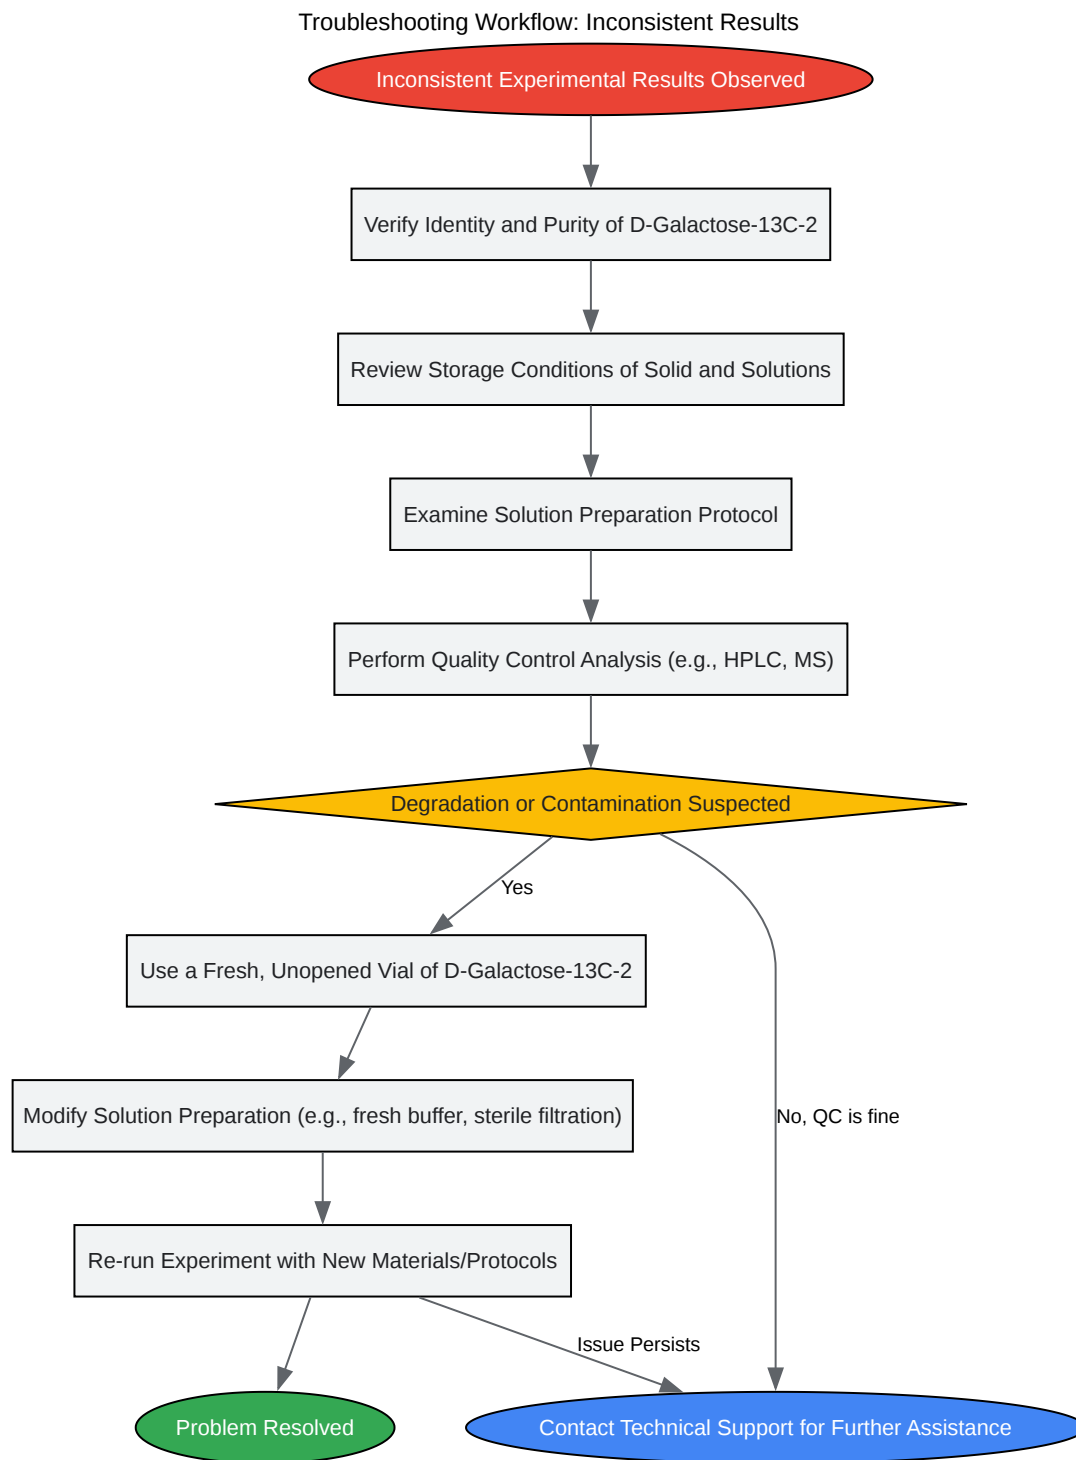 Troubleshooting Workflow: Inconsistent Results
Inconsistent Experimental Results Observed
Verify Identity and Purity of D-Galactose-13C-2
Review Storage Conditions of Solid and Solutions
Examine Solution Preparation Protocol
Perform Quality Control Analysis (e.g., HPLC, MS)
Degradation or Contamination Suspected
Yes
Use a Fresh, Unopened Vial of D-Galactose-13C-2
Modify Solution Preparation (e.g., fresh buffer, sterile filtration)
No, QC is fine
Re-run Experiment with New Materials/Protocols
Issue Persists
Problem Resolved
Contact Technical Support for Further Assistance